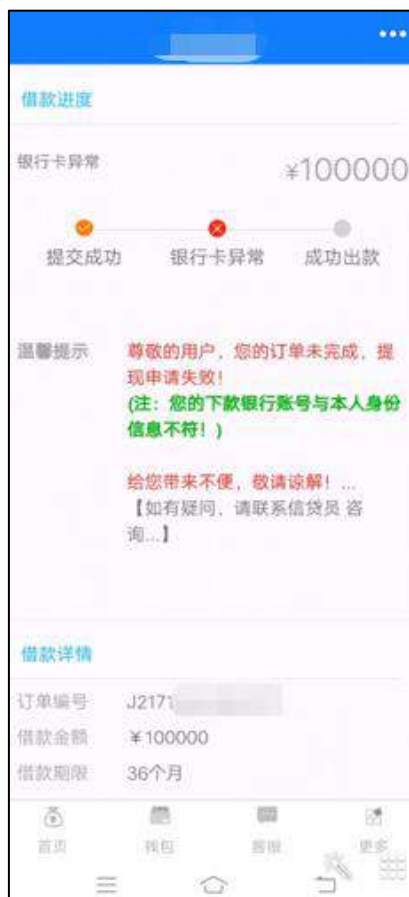 借款进度
银行卡异常
¥100000
提交成功
银行卡异常
成功出款
温馨提示
尊敬的用户，您的订单未完成，提
现申请失败！
(注：您的下款银行账号与本人身份
信息不符！)
给您带来不便，敬请谅解！...
【如有疑问，请联系信贷员 咨
询...】
借款详情
订单编号
J2171
借款金额
￥100000
借款期限
36个月
首页
钱包
客服
更多